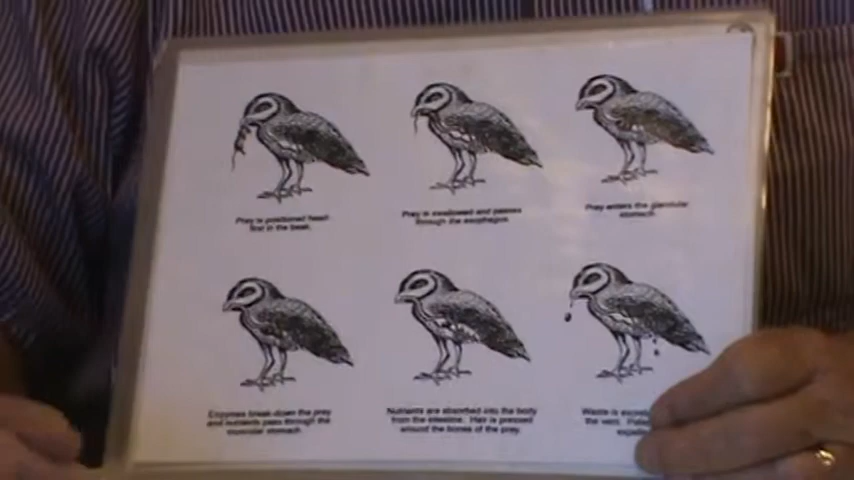 Prey is positioned head
first in the beak.
Prey is swallowed and passes
through the esophagus.
Prey enters the glandular
stomach.
Enzymes break down the prey
and nutrients pass through the
muscular stomach.
Nutrients are absorbed into the body
from the intestine. Hair is pressed
around the bones of the prey.
Waste is
the vent.